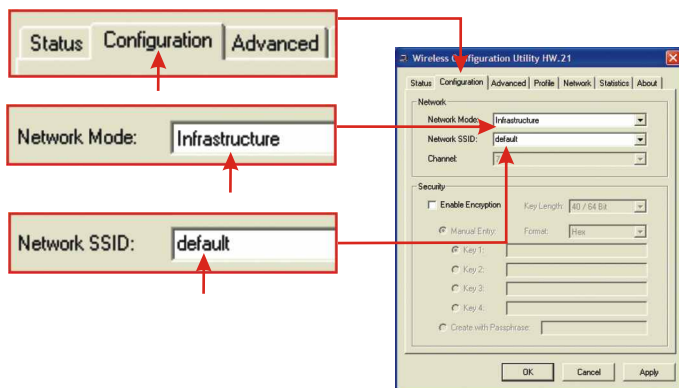 Status Configuration Advanced
Network Mode: Infrastructure
Network SSID: default
Wireless Configuration Utility HW.21
Status Configuration Advanced Profile Network Statistics About
Network
Network Mode: Infrastructure
Network SSID: default
Channel: 7
Security
Enable Encryption Key Length: 40 / 64 Bit
Manual Entry: Format: Hex
Key 1:
Key 2:
Key 3:
Key 4:
Create with Passphrase:
OK Cancel Apply